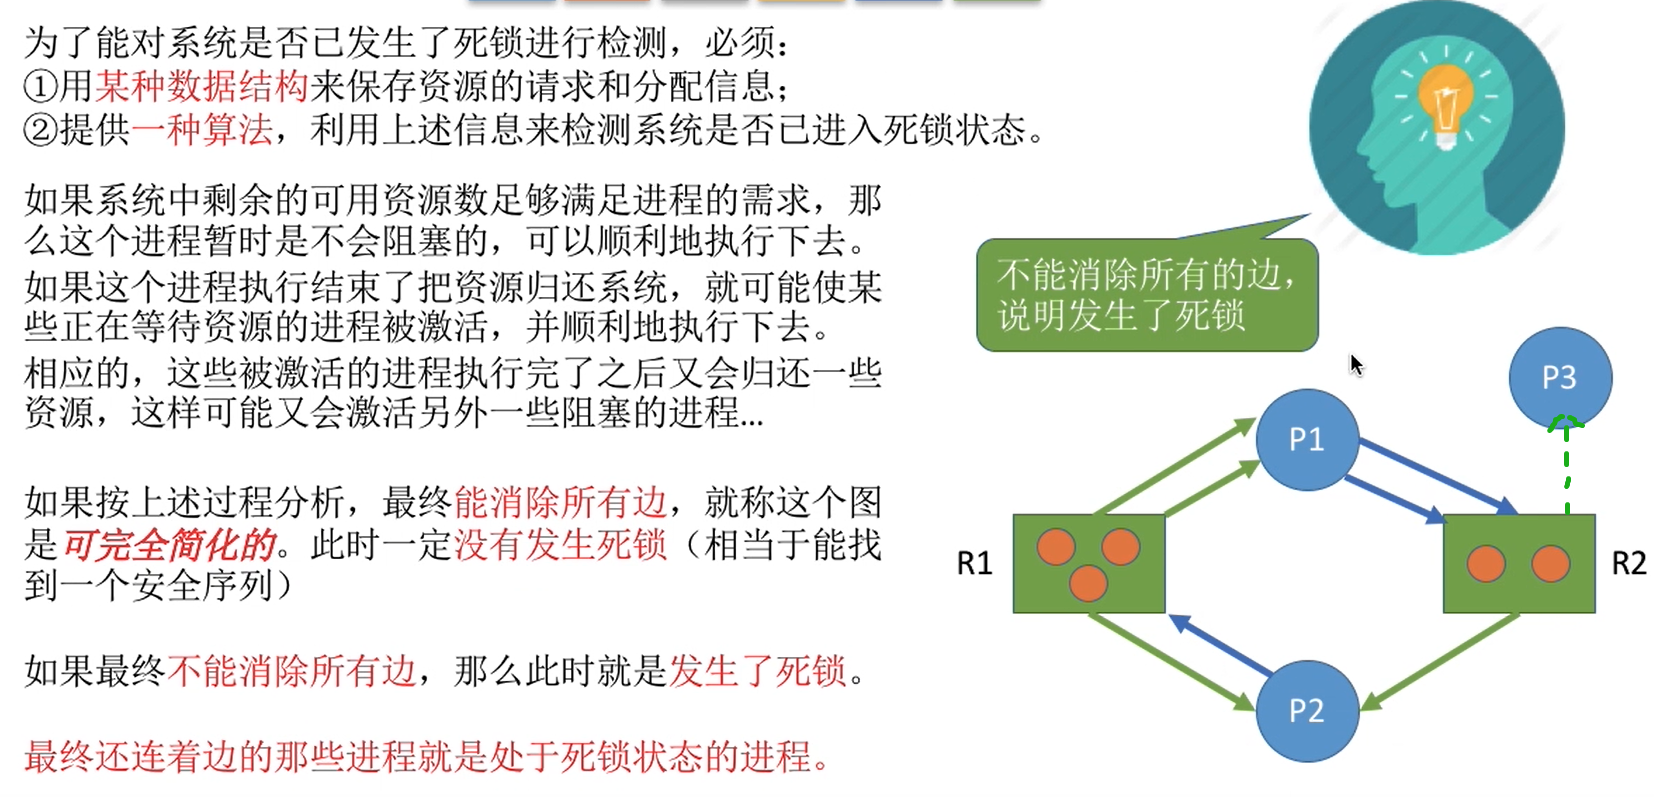 为了能对系统是否已发生了死锁进行检测，必须：
①用某种数据结构来保存资源的请求和分配信息；
②提供一种算法，利用上述信息来检测系统是否已进入死锁状态。
如果系统中剩余的可用资源数足够满足进程的需求，那
么这个进程暂时是不会阻塞的，可以顺利地执行下去。
如果这个进程执行结束了把资源归还系统，就可能使某
些正在等待资源的进程被激活，并顺利地执行下去。
相应的，这些被激活的进程执行完了之后又会归还一些
资源，这样可能又会激活另外一些阻塞的进程...
如果按上述过程分析，最终能消除所有边，就称这个图
是可完全简化的。此时一定没有发生死锁（相当于能找
到一个安全序列）
如果最终不能消除所有边，那么此时就是发生了死锁。
最终还连着边的那些进程就是处于死锁状态的进程。
不能消除所有的边，
说明发生了死锁
P3
P1
R1
R2
P2